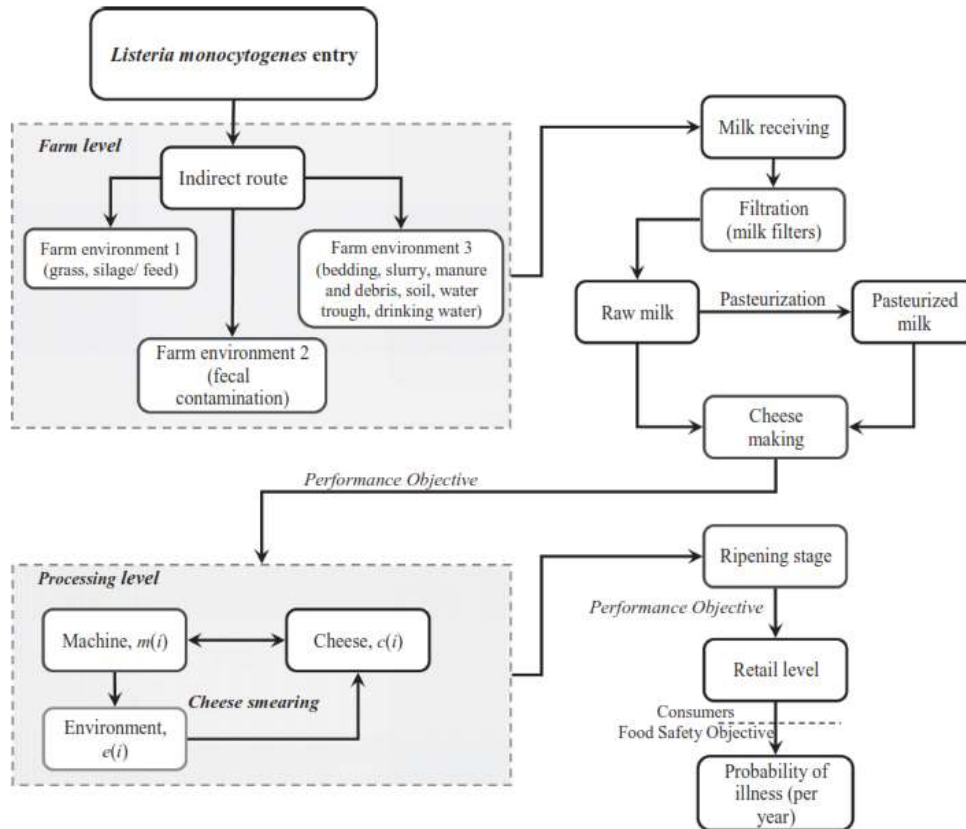 Listeria monocytogenes entry
Farm level
Indirect route
Farm environment 1
(grass, silage/ feed)
Farm environment 2
(fecal
contamination)
Farm environment 3
(bedding, slurry, manure
and debris, soil, water
trough, drinking water)
Milk receiving
Filtration
(milk filters)
Raw milk
Pasteurization
Pasteurized
milk
Cheese
making
Performance Objective
Processing level
Machine, m(i)
Cheese, c(i)
Cheese smearing
Environment,
e(i)
Ripening stage
Performance Objective
Retail level
Consumers
Food Safety Objective
Probability of
illness (per
year)